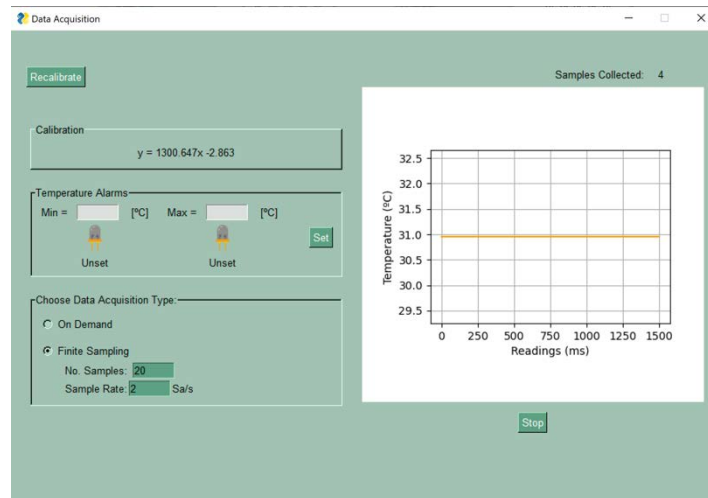 Data Acquisition
Recalibrate
Samples Collected: 4
Calibration
y = 1300.647x -2.863
Temperature Alarms
Min = [ºC] Max = [ºC]
Set
Unset Unset
Choose Data Acquisition Type:
On Demand
Finite Sampling
No. Samples: 20
Sample Rate: 2 Sa/s
Temperature (ºC)
32.5
32.0
31.5
31.0
30.5
30.0
29.5
0 250 500 750 1000 1250 1500
Readings (ms)
Stop